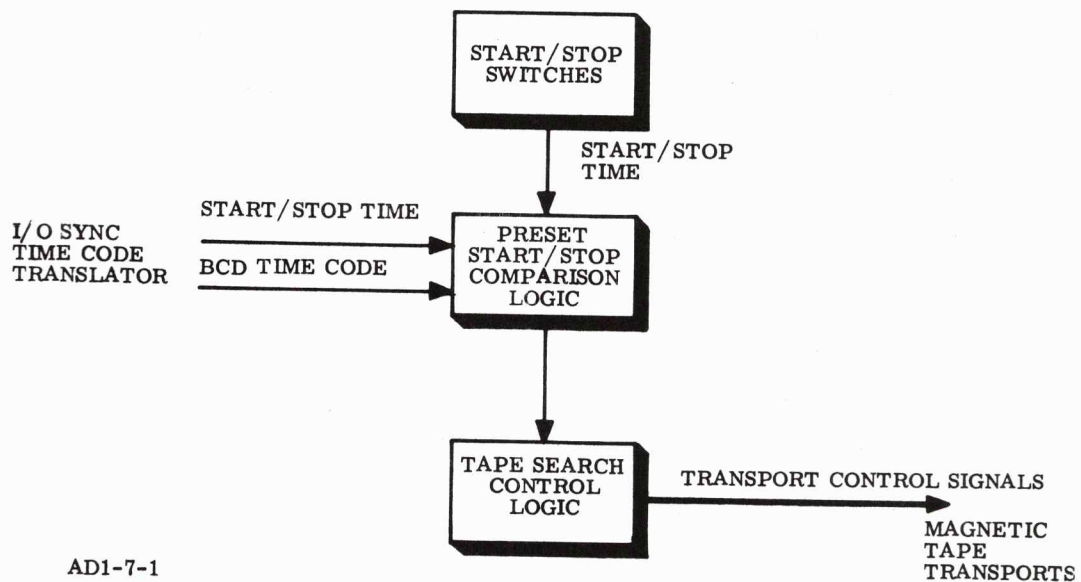 START/STOP
SWITCHES
START/STOP
TIME
START/STOP TIME
I/O SYNC
TIME CODE
TRANSLATOR
BCD TIME CODE
PRESET
START/STOP
COMPARISON
LOGIC
TAPE SEARCH
CONTROL
LOGIC
TRANSPORT CONTROL SIGNALS
MAGNETIC
TAPE
TRANSPORTS
AD1-7-1